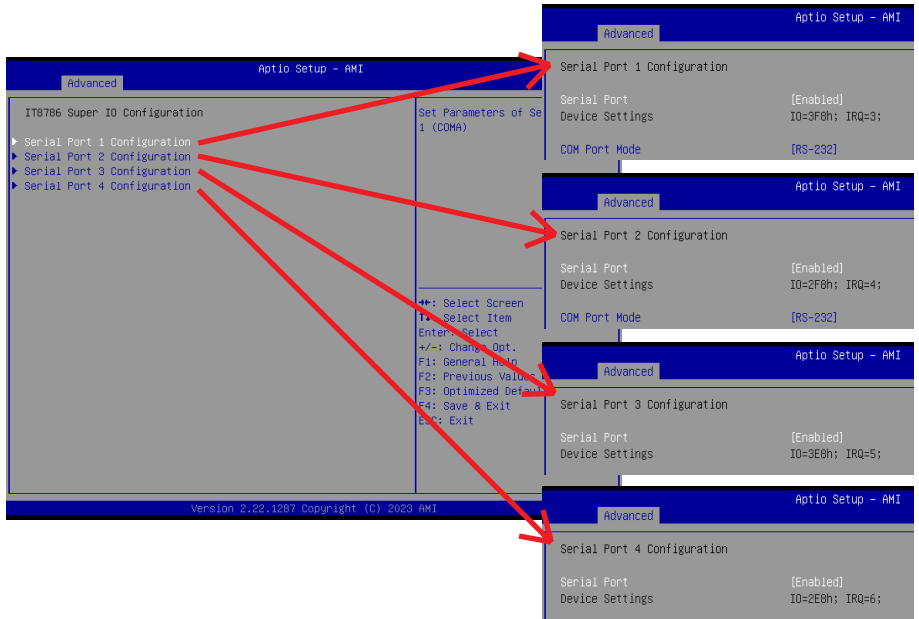 Aptio Setup - AMI
Advanced
IT8786 Super IO Configuration
Serial Port 1 Configuration
Serial Port 2 Configuration
Serial Port 3 Configuration
Serial Port 4 Configuration
Set Parameters of Se
1 (COMA)
: Select Screen
: Select Item
Enter: Select
+/-: Change Opt.
F1: General Help
F2: Previous Values
F3: Optimized Defaul
F4: Save & Exit
ESC: Exit
Version 2.22.1287 Copyright (C) 2023 AMI
Aptio Setup - AMI
Advanced
Serial Port 1 Configuration
Serial Port [Enabled]
Device Settings IO=3F8h; IRQ=3;
COM Port Mode [RS-232]
Aptio Setup - AMI
Advanced
Serial Port 2 Configuration
Serial Port [Enabled]
Device Settings IO=2F8h; IRQ=4;
COM Port Mode [RS-232]
Aptio Setup - AMI
Advanced
Serial Port 3 Configuration
Serial Port [Enabled]
Device Settings IO=3E8h; IRQ=5;
Aptio Setup - AMI
Advanced
Serial Port 4 Configuration
Serial Port [Enabled]
Device Settings IO=2E8h; IRQ=6;